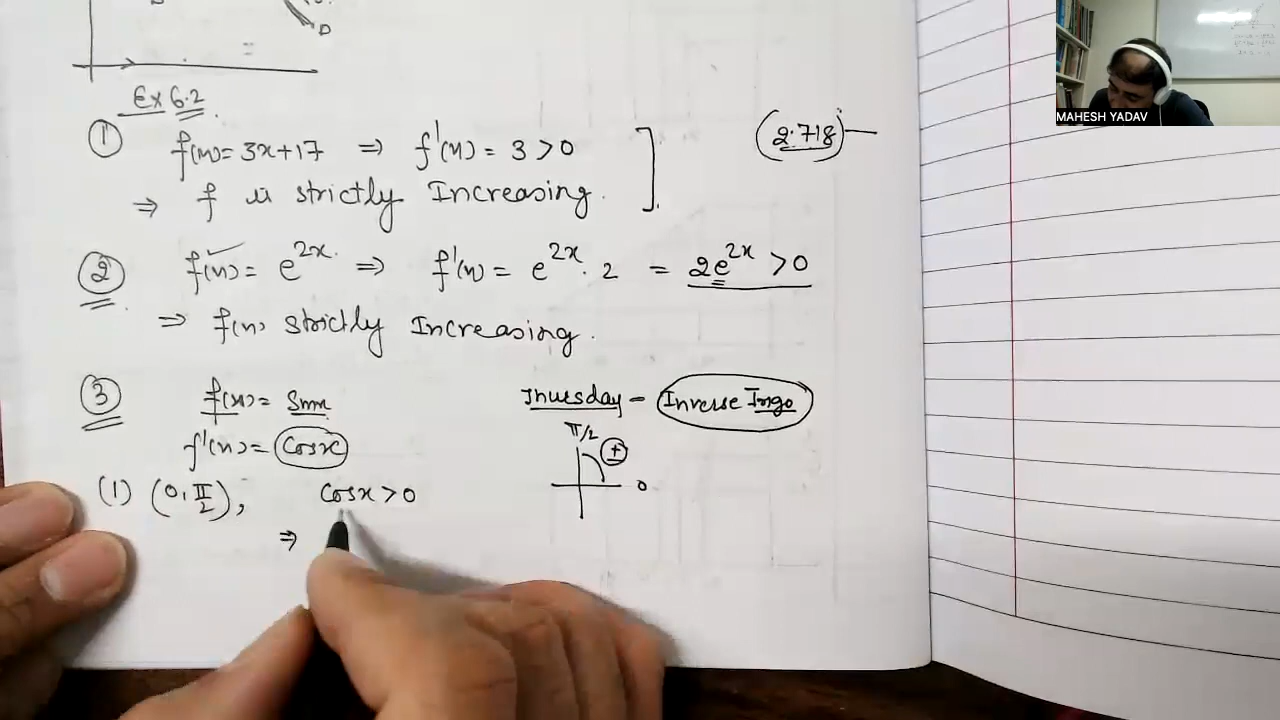 D
Ex 6.2
① f(x) = 3x+17 ⇒ f'(x) = 3 > 0
⇒ f is strictly Increasing.
(2.718)
② f(x) = e^2x. ⇒ f'(x) = e^2x. 2 = 2e^2x > 0
⇒ f(x) strictly Increasing.
③ f(x) = Sinx
f'(x) = Cosx
(1) (0, π/2), Cosx > 0
⇒
Thursday - Inverse Trigo
π/2
+
0
MAHESH YADAV